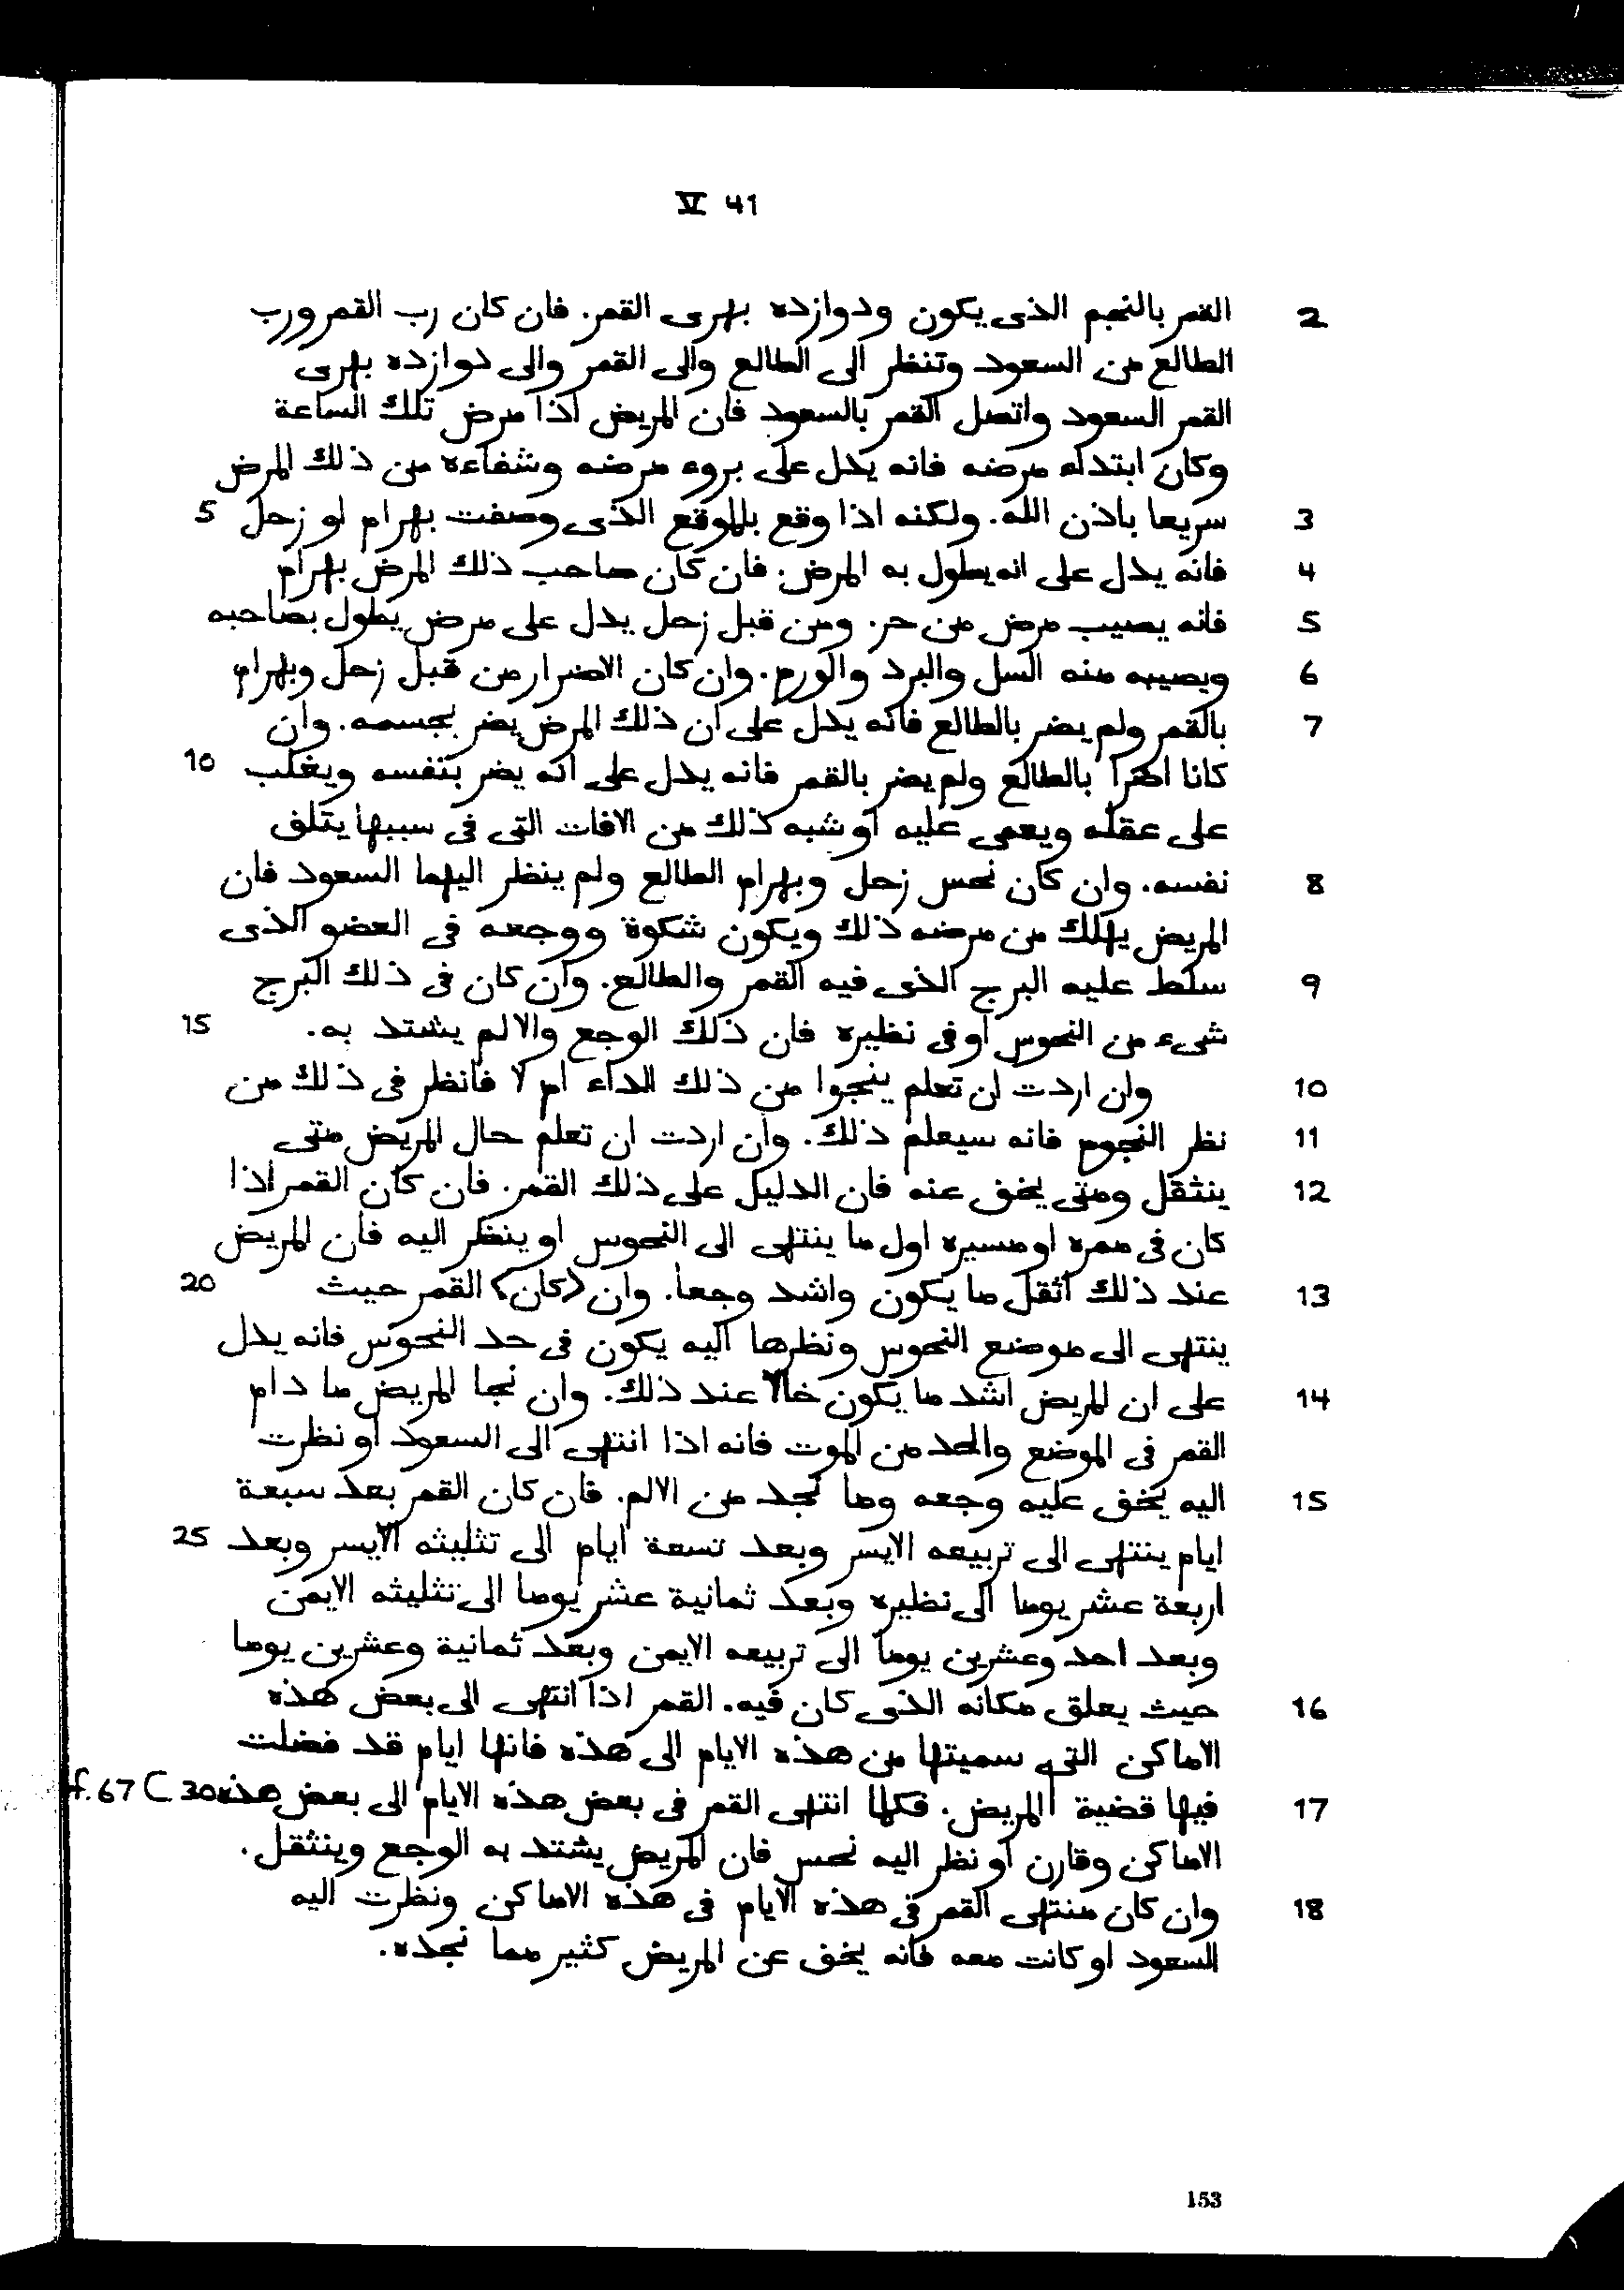 V 41
2 القمر بالنجم الذى يكون ودوازده بهرى القمر. فان كان رب القمر ورب
الطالع من السعود وتنظر الى الطالع والى القمر والى دوازده بهرى
القمر السعود واتصل القمر بالسعود فان المريض اذا مرض تلك الساعة
وكان ابتداء مرضه فانه يدل على بروء مرضه وشفاءه من ذلك المرض
3 سريعا باذن الله. ولكنه اذا وقع بالموقع الذى وصفت بهرام او زحل 5
4 فانه يدل على انه يطول به المرض. فان كان صاحب ذلك المرض بهرام
5 فانه يصيب مرض من حر. ومن قبل زحل يدل على مرض يطول بصاحبه
6 ويصيبه منه السل والبرد والورم. وان كان الاضرار من قبل زحل وبهرام
7 بالقمر ولم يضر بالطالع فانه يدل على ان ذلك المرض يضر بجسمه. وان
كانا اضرا بالطالع ولم يضر بالقمر فانه يدل على انه يضر بنفسه ويغلب 10
على عقله ويعمى عليه او شبه ذلك من الافات التى فى سببها يتلف
8 نفسه. وان كان نحس زحل وبهرام الطالع ولم ينظر اليهما السعود فان
المريض يهلك من مرضه ذلك ويكون شكوة ووجعه فى العضو الذى
9 سلط عليه البرج الذى فيه القمر والطالع. وان كان فى ذلك البرج
شىء من النحوس او فى نظيره فان ذلك الوجع والالم يشتد به. 15
10 وان اردت ان تعلم ينجوا من ذلك الداء ام لا فانظر فى ذلك من
11 نظر النجوم فانه سيعلم ذلك. وان اردت ان تعلم حال المريض متى
12 ينثقل ومتى يخف عنه فان الدليل على ذلك القمر. فان كان القمر اذا
كان فى ممره او مسيره اول ما ينتهى الى النحوس او ينظر اليه فان المريض
13 عند ذلك اثقل ما يكون واشد وجعا. وان <كان> القمر حيث 20
ينتهى الى موضع النحوس ونظرها اليه يكون فى حد النحوس فانه يدل
14 على ان المريض اشد ما يكون خالا عند ذلك. وان نجا المريض ما دام
القمر فى الموضع والحد من الموت فانه اذا انتهى الى السعود او نظرت
15 اليه يخف عليه وجعه وما نجد من الالم. فان كان القمر بعد سبعة
ايام ينتهى الى تربيعه الايسر وبعد تسعة ايام الى تثليثه الايسر وبعد 25
اربعة عشر يوما الى نظيره وبعد ثمانية عشر يوما الى تثليثه الايمن
وبعد احد وعشرين يوما الى تربيعه الايمن وبعد ثمانية وعشرين يوما
16 حيث يعلق مكانه الذى كان فيه. القمر اذا انتهى الى بعض هذه
الاماكن التى سميتها من هذه الايام الى هذه فانها ايام قد فضلت
17 فيها قضية المريض. فكلما انتهى القمر فى بعض هذه الايام الى بعض هذه 30 f. 67 C
الاماكن وقارن او نظر اليه نحس فان المريض يشتد به الوجع وينثقل.
18 وان كان منتهى القمر فى هذه الايام فى هذه الاماكن ونظرت اليه
السعود او كانت معه فانه يخف عن المريض كثير مما نجده.
153